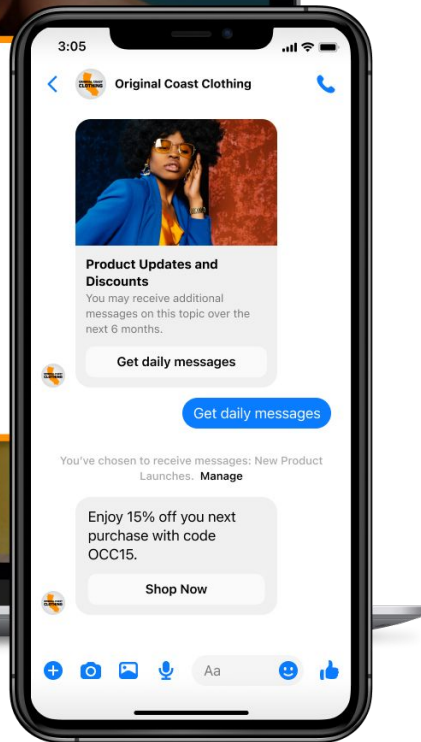 3:05
Original Coast Clothing
Product Updates and
Discounts
You may receive additional
messages on this topic over the
next 6 months.
Get daily messages
Get daily messages
You've chosen to receive messages: New Product
Launches. Manage
Enjoy 15% off you next
purchase with code
OCC15.
Shop Now
Aa